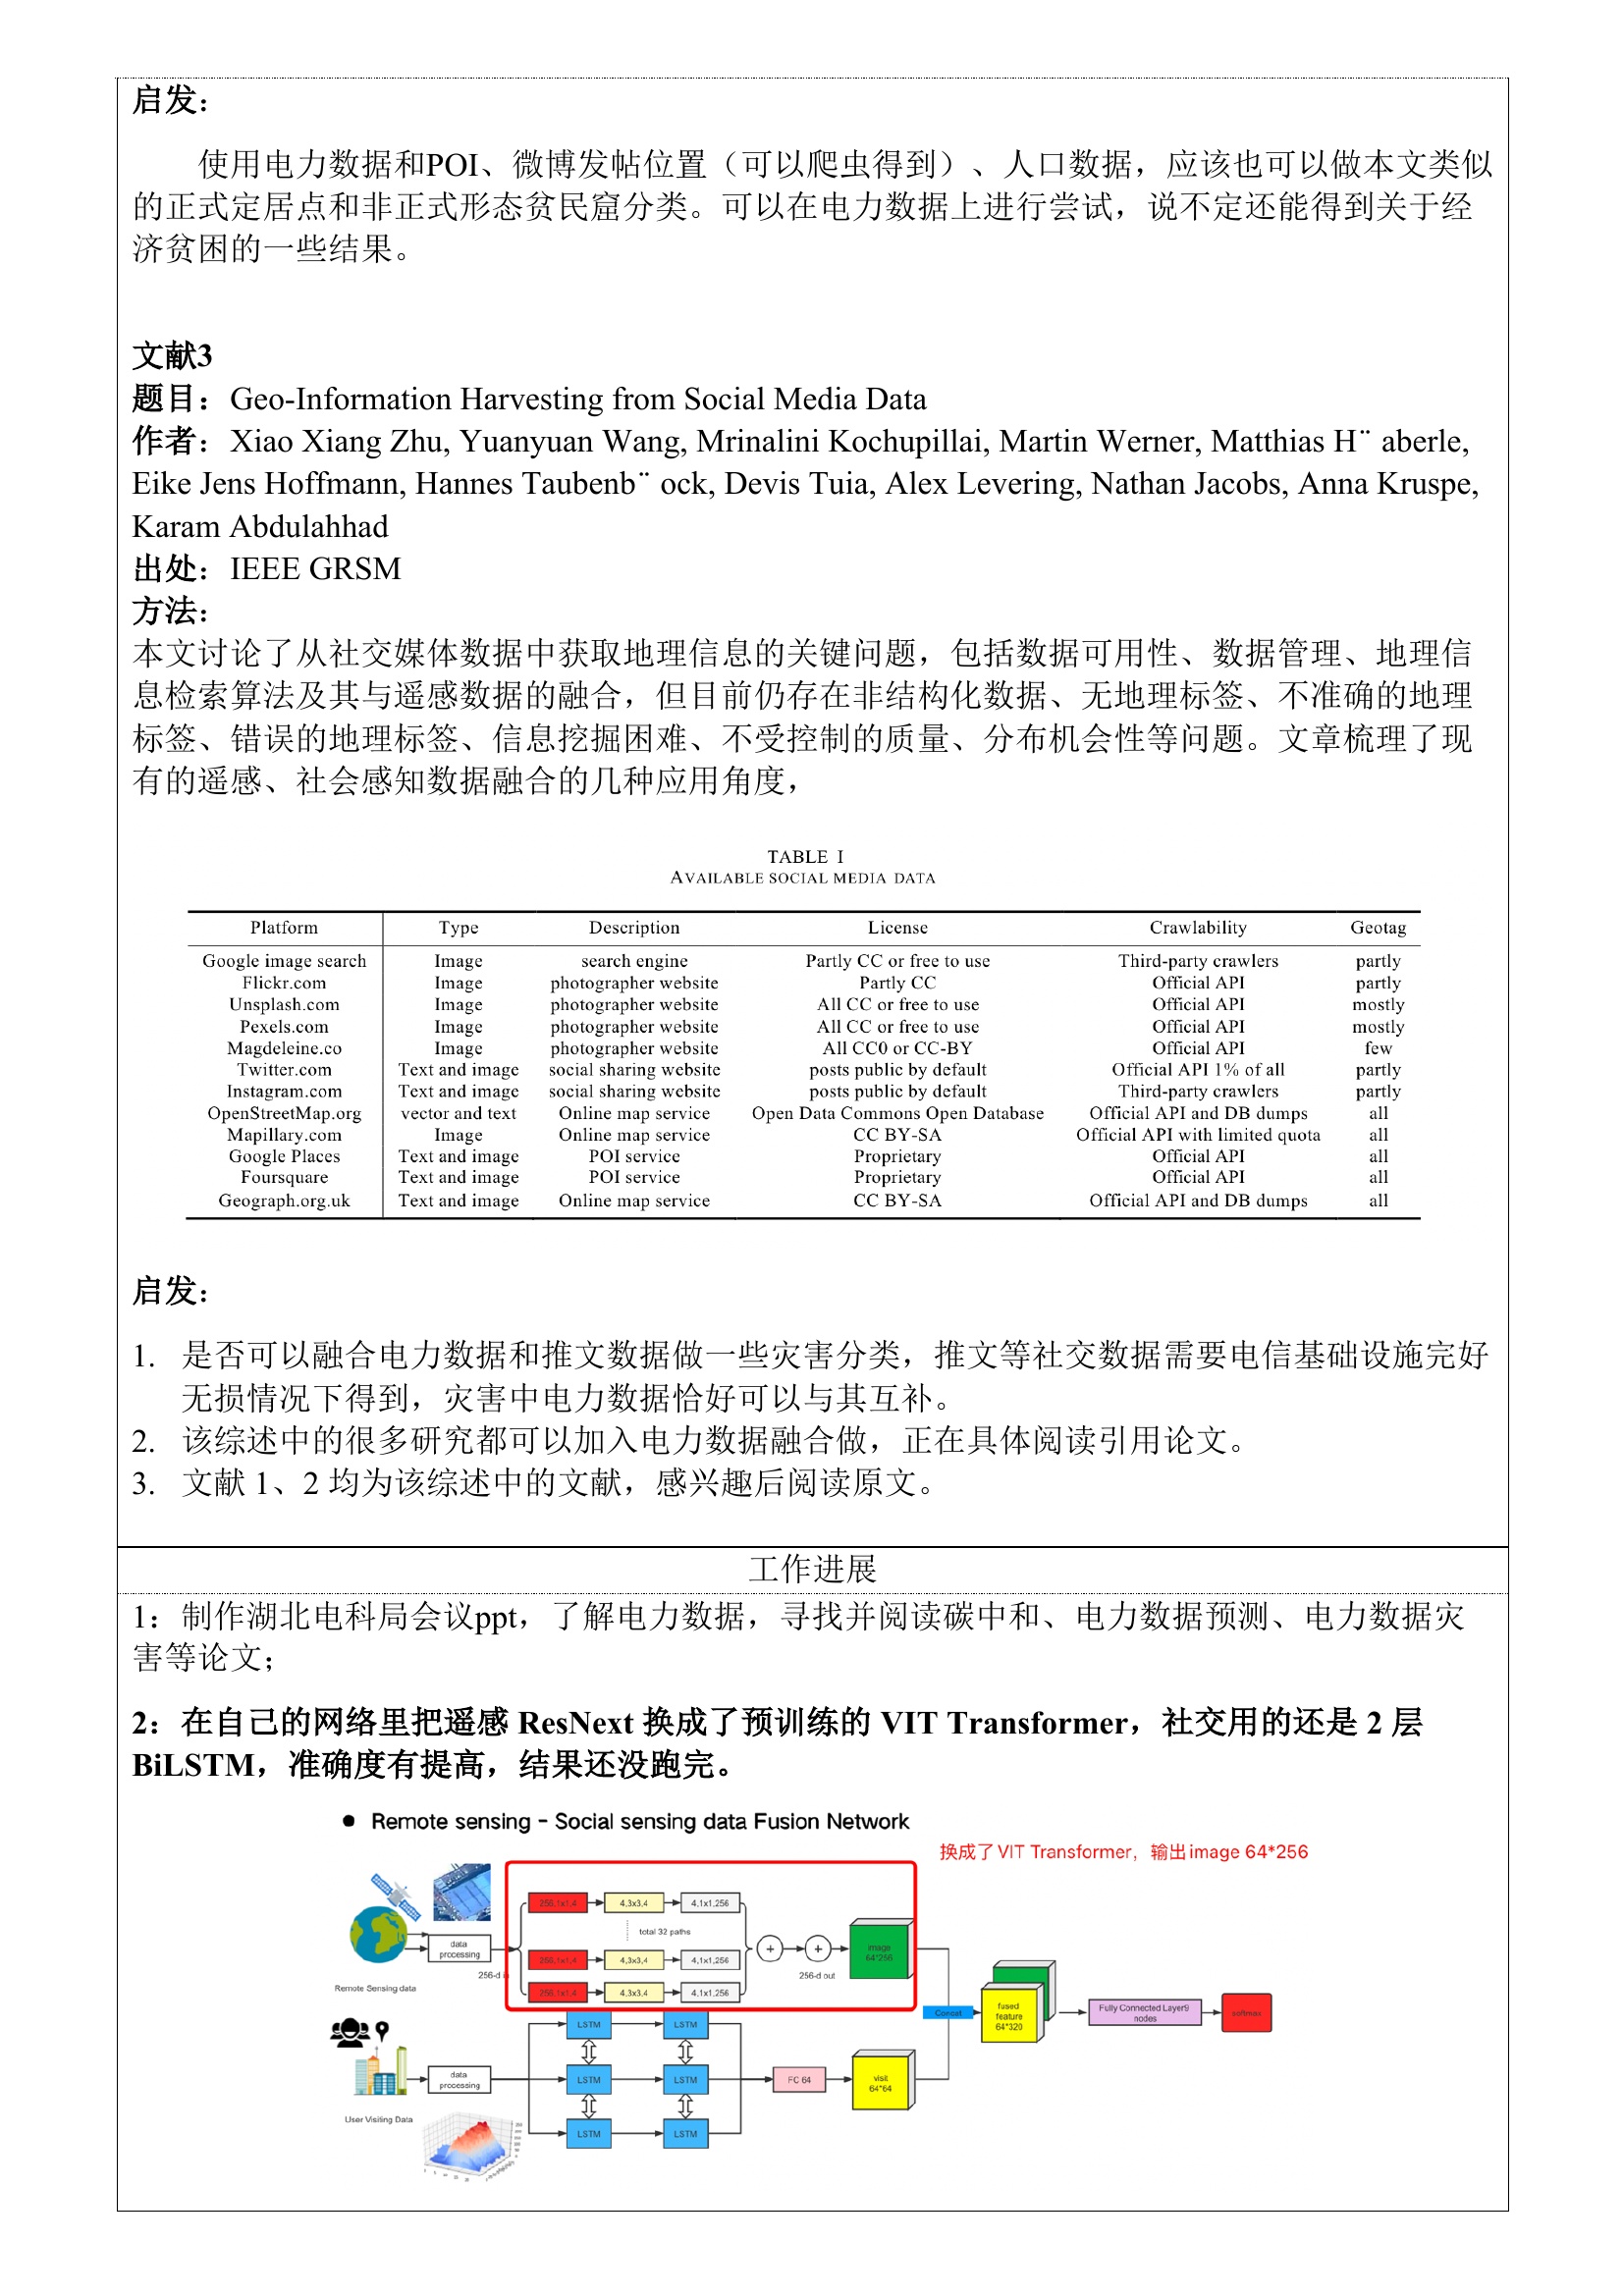 启发：
使用电力数据和POI、微博发帖位置（可以爬虫得到）、人口数据，应该也可以做本文类似
的正式定居点和非正式形态贫民窟分类。可以在电力数据上进行尝试，说不定还能得到关于经
济贫困的一些结果。
文献3
题目：Geo-Information Harvesting from Social Media Data
作者：Xiao Xiang Zhu, Yuanyuan Wang, Mrinalini Kochupillai, Martin Werner, Matthias H¨ aberle,
Eike Jens Hoffmann, Hannes Taubenb¨ ock, Devis Tuia, Alex Levering, Nathan Jacobs, Anna Kruspe,
Karam Abdulahhad
出处：IEEE GRSM
方法：
本文讨论了从社交媒体数据中获取地理信息的关键问题，包括数据可用性、数据管理、地理信
息检索算法及其与遥感数据的融合，但目前仍存在非结构化数据、无地理标签、不准确的地理
标签、错误的地理标签、信息挖掘困难、不受控制的质量、分布机会性等问题。文章梳理了现
有的遥感、社会感知数据融合的几种应用角度，
TABLE I
AVAILABLE SOCIAL MEDIA DATA
Platform Type Description License Crawlability Geotag
Google image search Image search engine Partly CC or free to use Third-party crawlers partly
Flickr.com Image photographer website Partly CC Official API partly
Unsplash.com Image photographer website All CC or free to use Official API mostly
Pexels.com Image photographer website All CC or free to use Official API mostly
Magdeleine.co Image photographer website All CC0 or CC-BY Official API few
Twitter.com Text and image social sharing website posts public by default Official API 1% of all partly
Instagram.com Text and image social sharing website posts public by default Third-party crawlers partly
OpenStreetMap.org vector and text Online map service Open Data Commons Open Database Official API and DB dumps all
Mapillary.com Image Online map service CC BY-SA Official API with limited quota all
Google Places Text and image POI service Proprietary Official API all
Foursquare Text and image POI service Proprietary Official API all
Geograph.org.uk Text and image Online map service CC BY-SA Official API and DB dumps all
启发：
1. 是否可以融合电力数据和推文数据做一些灾害分类，推文等社交数据需要电信基础设施完好
无损情况下得到，灾害中电力数据恰好可以与其互补。
2. 该综述中的很多研究都可以加入电力数据融合做，正在具体阅读引用论文。
3. 文献 1、2 均为该综述中的文献，感兴趣后阅读原文。
工作进展
1：制作湖北电科局会议ppt，了解电力数据，寻找并阅读碳中和、电力数据预测、电力数据灾
害等论文；
2：在自己的网络里把遥感 ResNext 换成了预训练的 VIT Transformer，社交用的还是 2 层
BiLSTM，准确度有提高，结果还没跑完。
● Remote sensing - Social sensing data Fusion Network
换成了VIT Transformer，输出image 64*256
256,1x1,4 4,3x3,4 4,1x1,256
total 32 paths
data
processing
256,1x1,4 4,3x3,4 4,1x1,256
256-d in
256,1x1,4 4,3x3,4 4,1x1,256
+ +
256-d out
image
64*256
Remote Sensing data
Concat
fused
feature
64*320
Fully Connected Layer9
nodes
softmax
LSTM LSTM
data
processing
LSTM LSTM
FC 64
visit
64*64
User Visiting Data
LSTM LSTM